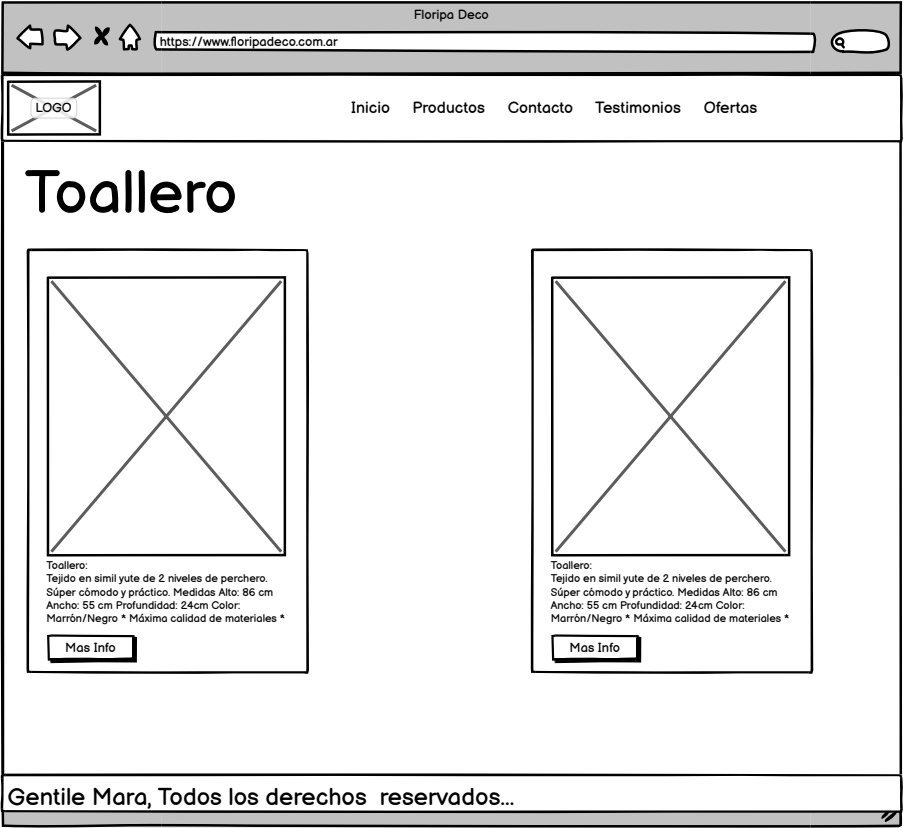 Floripa Deco
https://www.floripadeco.com.ar
LOGO
Inicio Productos Contacto Testimonios Ofertas
Toallero
Toallero:
Tejido en simil yute de 2 niveles de perchero.
Súper cómodo y práctico. Medidas Alto: 86 cm
Ancho: 55 cm Profundidad: 24cm Color:
Marrón/Negro * Máxima calidad de materiales *
Mas Info
Toallero:
Tejido en simil yute de 2 niveles de perchero.
Súper cómodo y práctico. Medidas Alto: 86 cm
Ancho: 55 cm Profundidad: 24cm Color:
Marrón/Negro * Máxima calidad de materiales *
Mas Info
Gentile Mara, Todos los derechos  reservados...